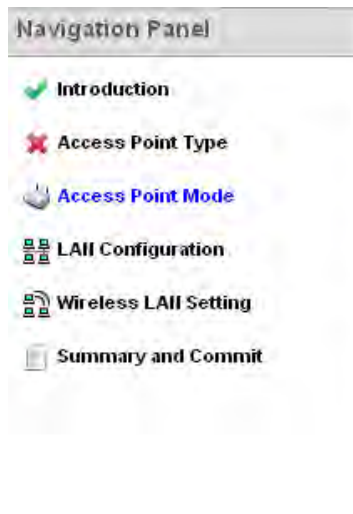 Navigation Panel
Introduction
Access Point Type
Access Point Mode
LAN Configuration
Wireless LAN Setting
Summary and Commit